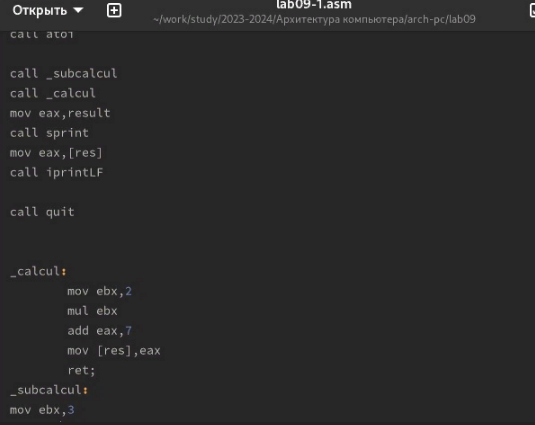 Открыть
lab09-1.asm
~/work/study/2023-2024/Архитектура компьютера/arch-pc/lab09
call atoi
call _subcalcul
call _calcul
mov eax,result
call sprint
mov eax,[res]
call iprintLF
call quit
_calcul:
mov ebx,2
mul ebx
add eax,7
mov [res],eax
ret;
_subcalcul:
mov ebx,3